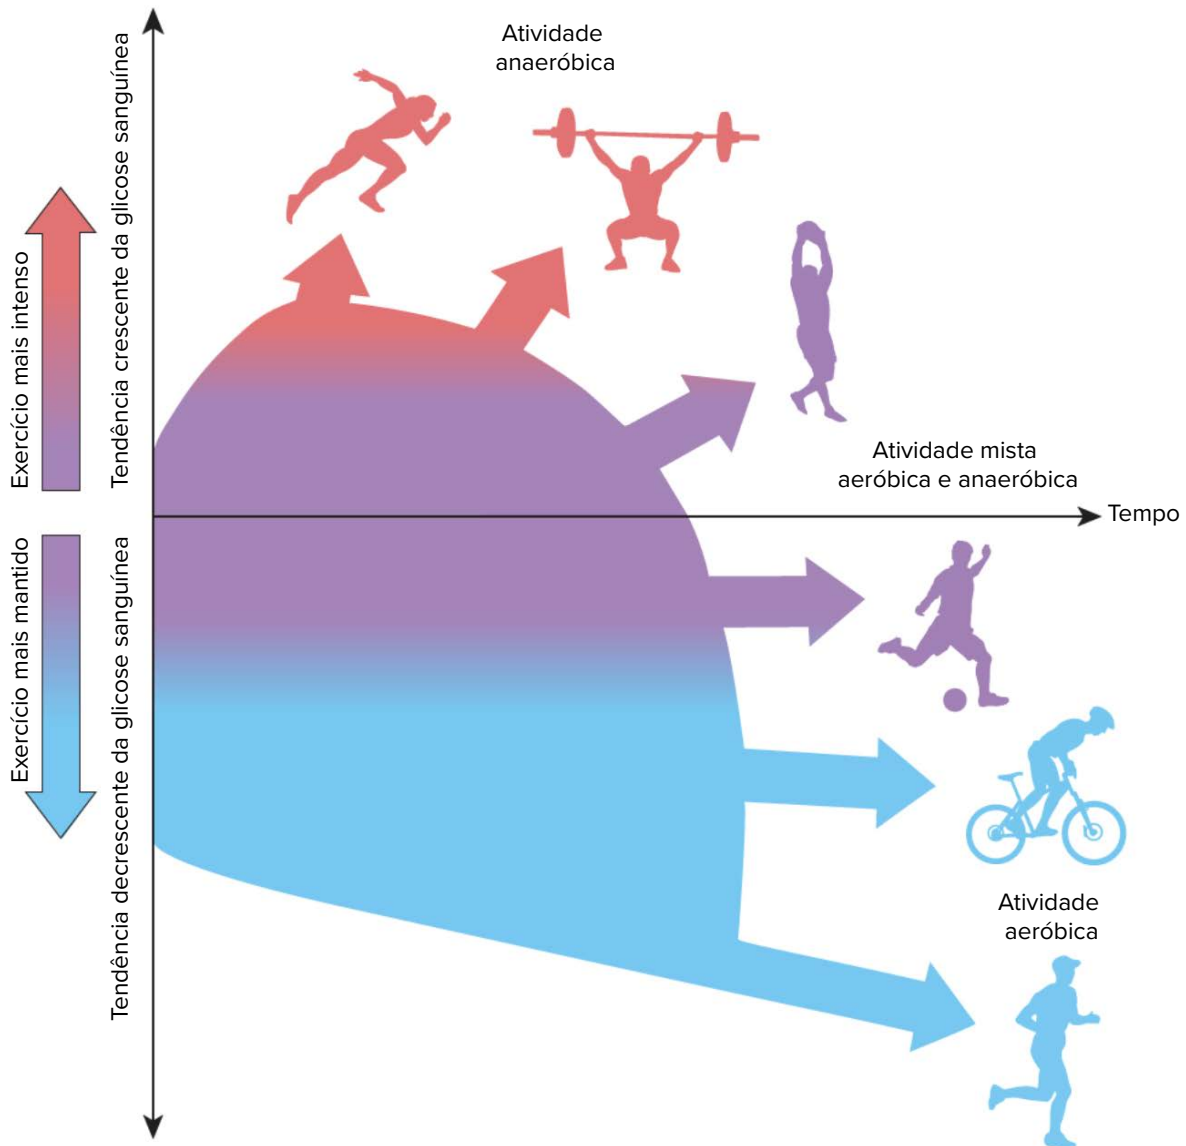 Atividade
anaeróbica
Exercício mais intenso
Tendência crescente da glicose sanguínea
Atividade mista
aeróbica e anaeróbica
Tempo
Exercício mais mantido
Tendência decrescente da glicose sanguínea
Atividade
aeróbica